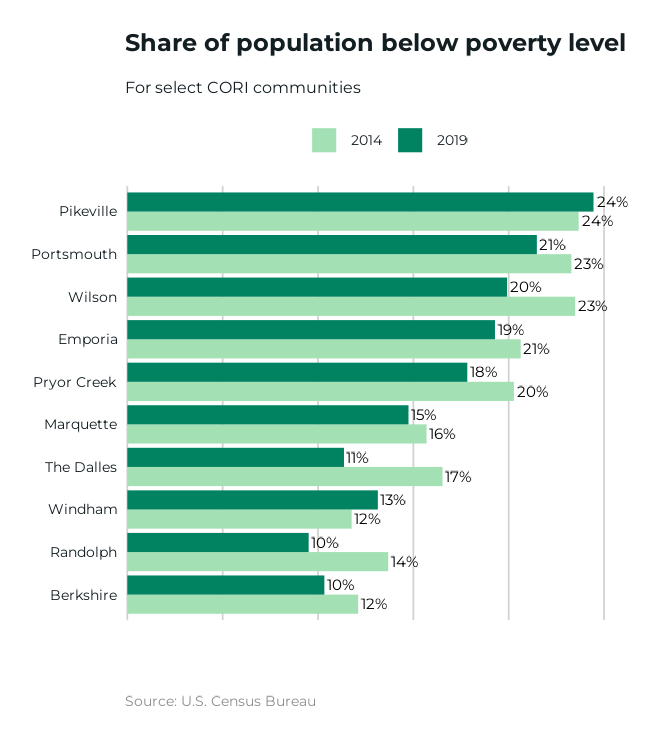 Share of population below poverty level
For select CORI communities
2014 2019
Pikeville 24%
24%
Portsmouth 21%
23%
Wilson 20%
23%
Emporia 19%
21%
Pryor Creek 18%
20%
Marquette 15%
16%
The Dalles 11%
17%
Windham 13%
12%
Randolph 10%
14%
Berkshire 10%
12%
Source: U.S. Census Bureau